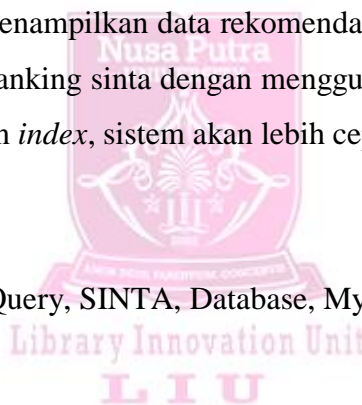 enampilkan data rekomenda
Nusa Putra
anking sinta dengan menggu
n index, sistem akan lebih ce
Query, SINTA, Database, My
Library Innovation Unit
L I U